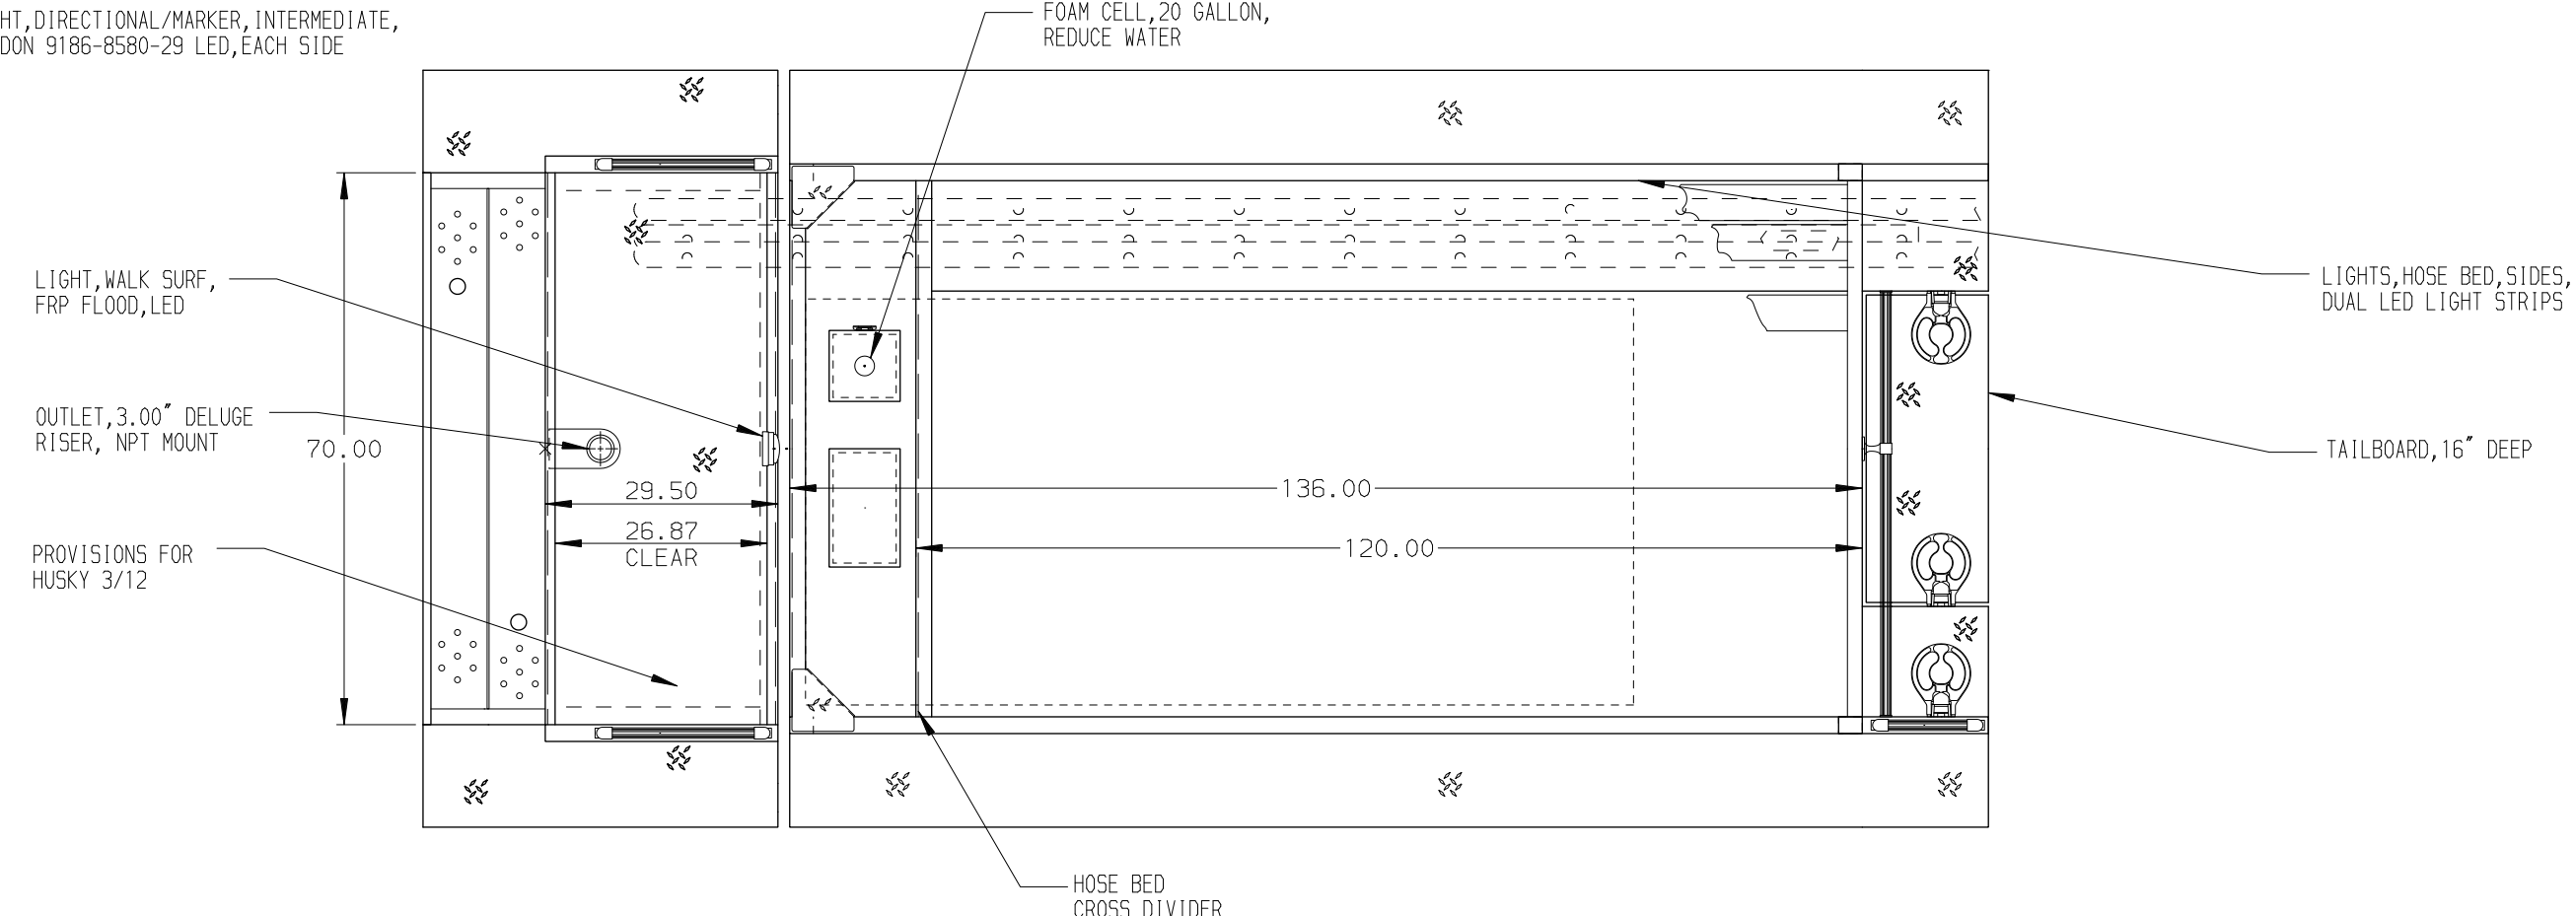 HT,DIRECTIONAL/MARKER,INTERMEDIATE,
DON 9186-8580-29 LED,EACH SIDE
FOAM CELL,20 GALLON,
REDUCE WATER
LIGHT,WALK SURF,
FRP FLOOD,LED
LIGHTS,HOSE BED,SIDES,
DUAL LED LIGHT STRIPS
OUTLET,3.00" DELUGE
RISER, NPT MOUNT
70.00
29.50
26.87
CLEAR
136.00
120.00
TAILBOARD,16" DEEP
PROVISIONS FOR
HUSKY 3/12
HOSE BED
CROSS DIVIDER